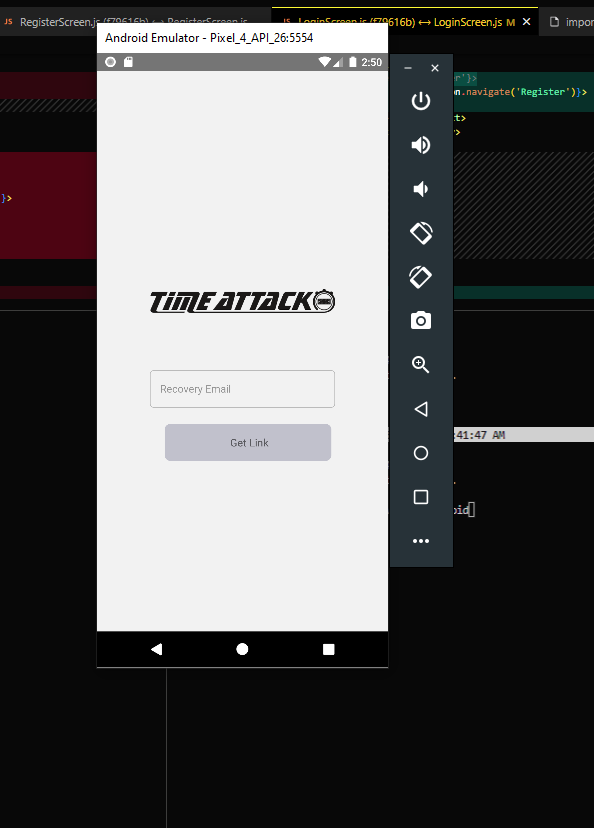 JS RegisterScreen.js (f79616b) ↔ RegisterScreen.js
JS LoginScreen.js (f79616b) ↔ LoginScreen.js M ✕
impor
Android Emulator - Pixel_4_API_26:5554
2:50
r'}>
on.navigate('Register')}>
t>
>
}>
TIME ATTACK
Recovery Email
Get Link
:41:47 AM
oid